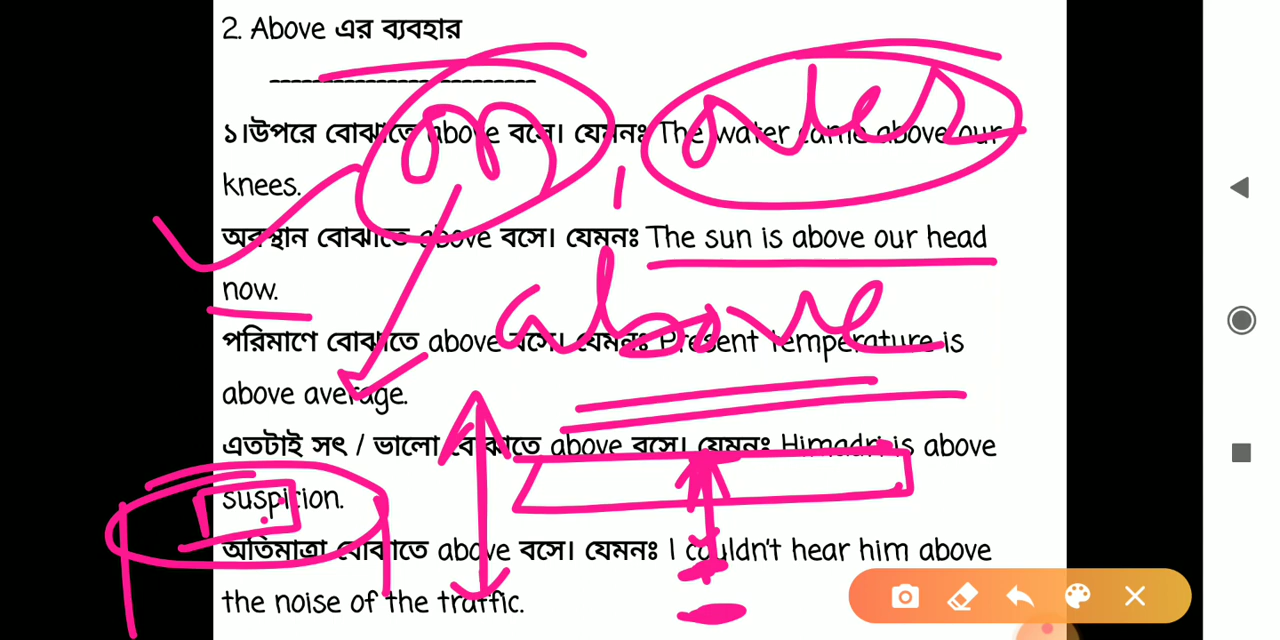 2. Above এর ব্যবহার
on over
১।উপরে বোঝাতে above বসে। যেমনঃ The water came above our
knees.
অবস্থান বোঝাতে above বসে। যেমনঃ The sun is above our head
now.
above
পরিমাণে বোঝাতে above বসে। যেমনঃ Present temperature is
above average.
এতটাই সৎ / ভালো বোঝাতে above বসে। যেমনঃ Himadri is above
suspicion.
অতিমাত্রা বোঝাতে above বসে। যেমনঃ I couldn't hear him above
the noise of the traffic.